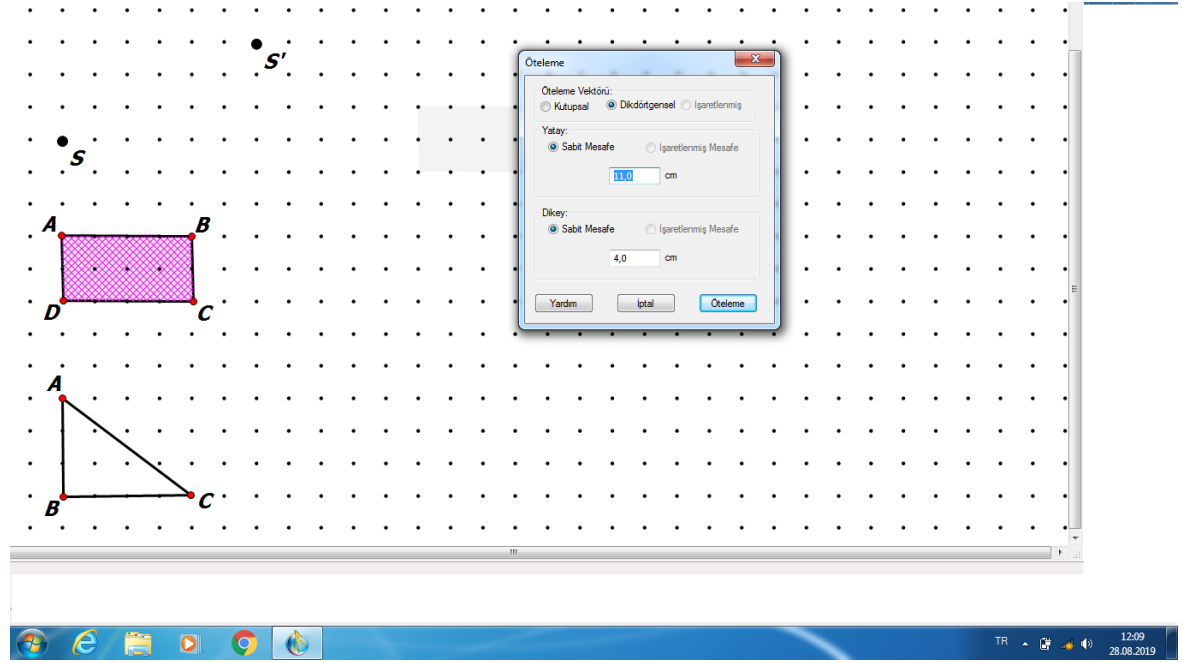 S'
S
A
B
D
C
A
B
C
Öteleme
Öteleme Vektörü:
Kutupsal Dikdörtgensel İşaretlenmiş
Yatay:
Sabit Mesafe İşaretlenmiş Mesafe
11,0 cm
Dikey:
Sabit Mesafe İşaretlenmiş Mesafe
4,0 cm
Yardım İptal Öteleme
TR 12:09
28.08.2019